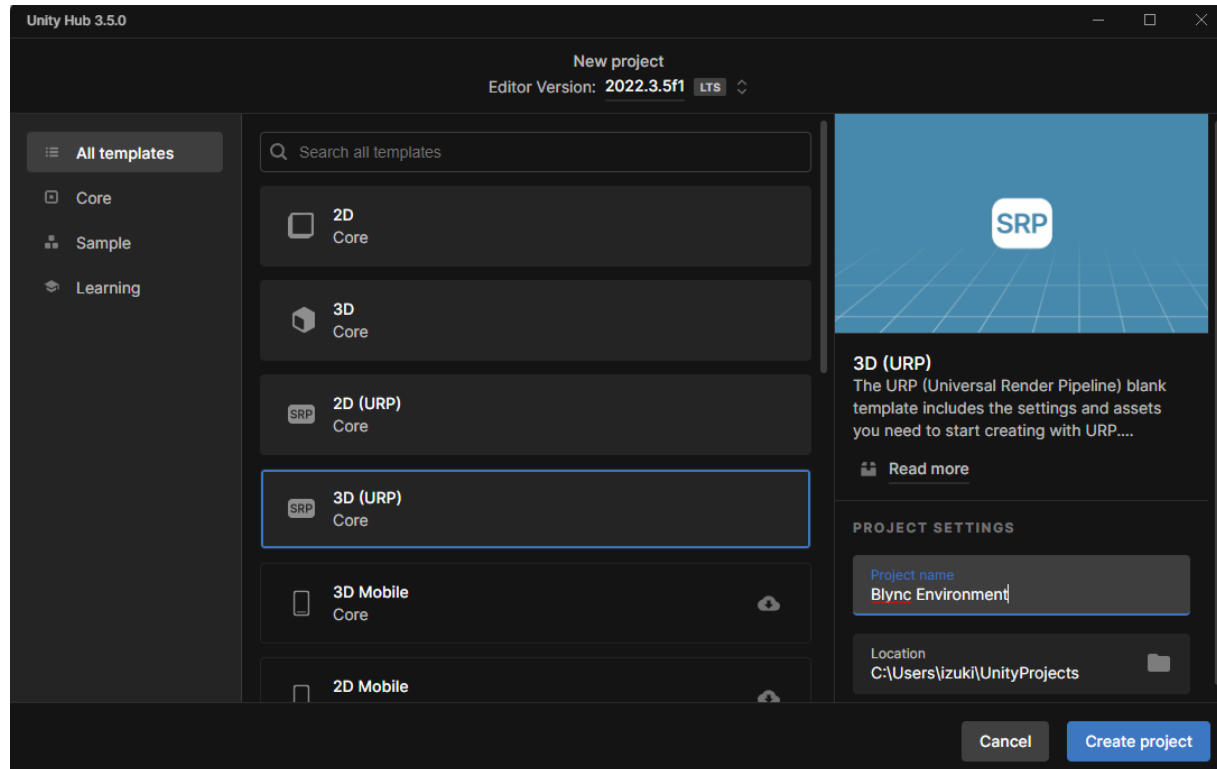 Unity Hub 3.5.0
New project
Editor Version: 2022.3.5f1 LTS
All templates
Core
Sample
Learning
Search all templates
2D
Core
3D
Core
SRP
2D (URP)
Core
SRP
3D (URP)
Core
3D Mobile
Core
2D Mobile
SRP
3D (URP)
The URP (Universal Render Pipeline) blank
template includes the settings and assets
you need to start creating with URP....
Read more
PROJECT SETTINGS
Project name
Blync Environment
Location
C:\Users\izuki\UnityProjects
Cancel
Create project